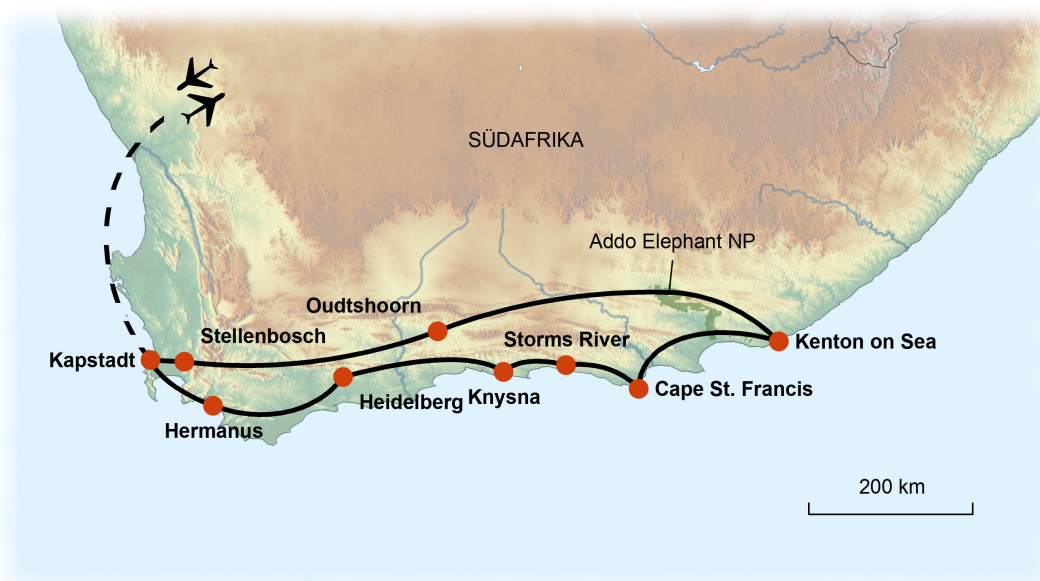 SÜDAFRIKA
Addo Elephant NP
Oudtshoorn
Stellenbosch
Storms River
Kenton on Sea
Kapstadt
Cape St. Francis
Heidelberg
Knysna
Hermanus
200 km